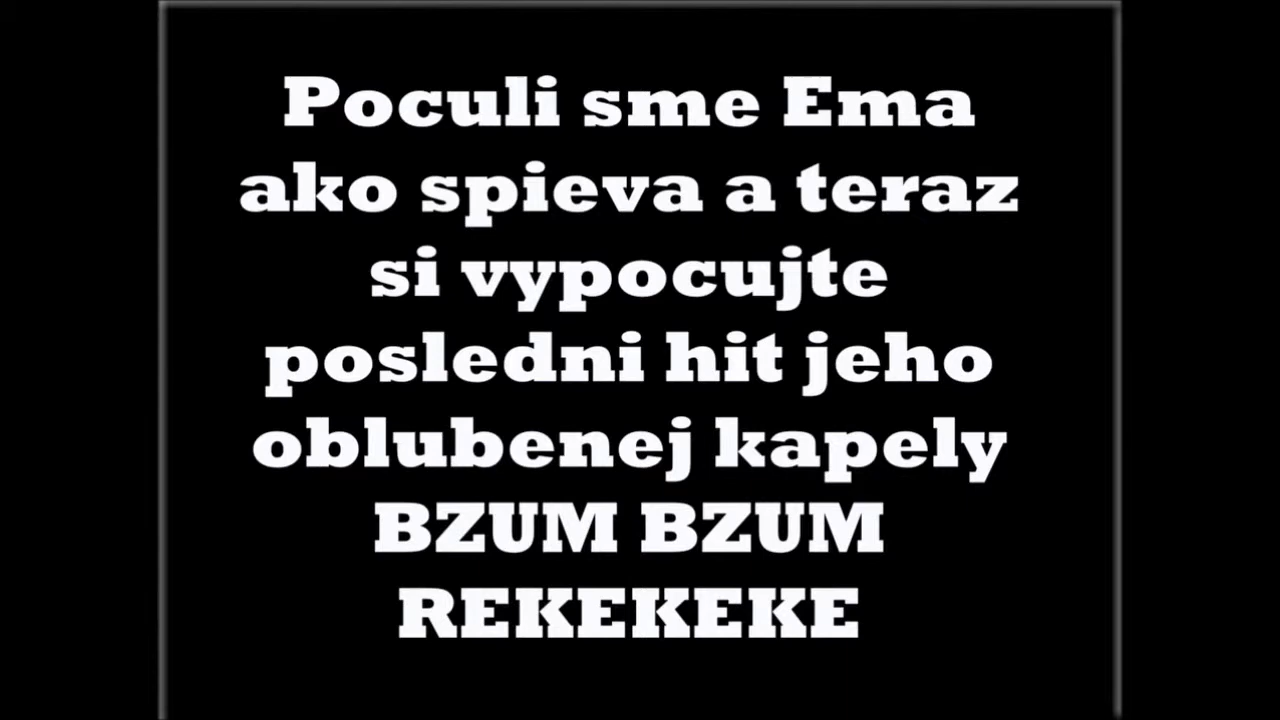 Poculi sme Ema
ako spieva a teraz
si vypocujte
posledni hit jeho
oblubenej kapely
BZUM BZUM
REKEKEKE